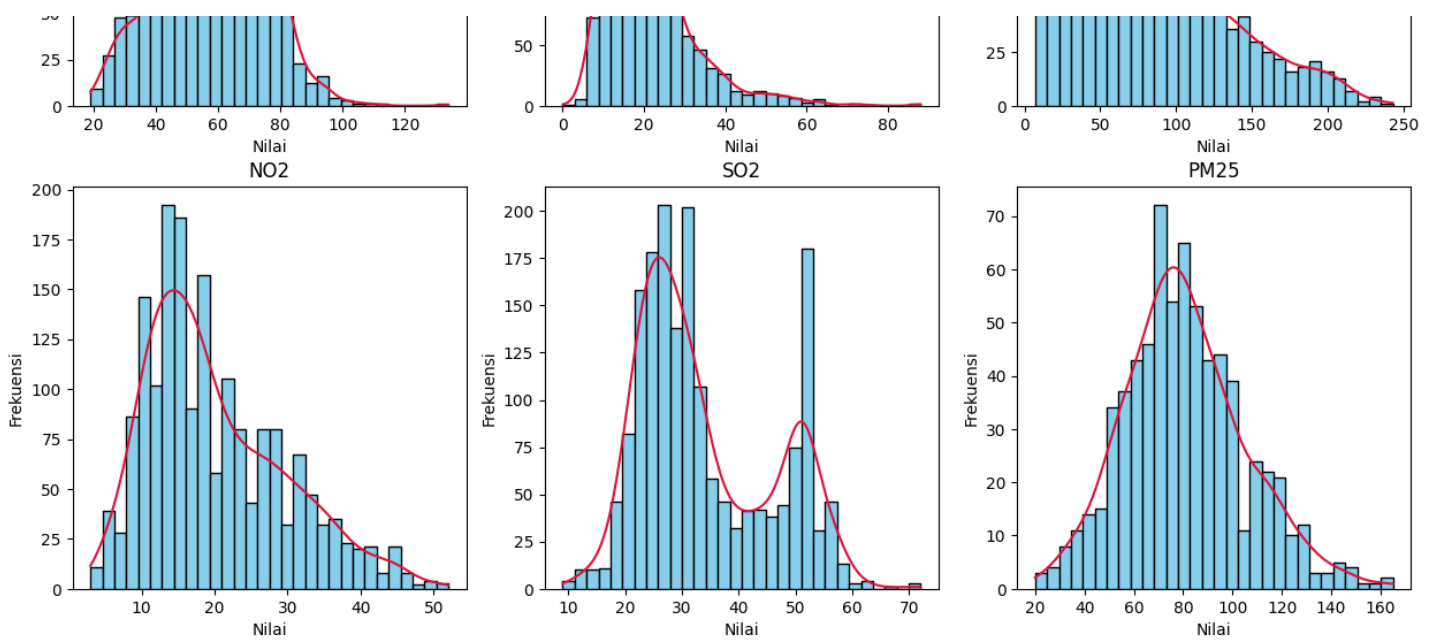 50
25
0
20 40 60 80 100 120
Nilai
50
0
0 20 40 60 80
Nilai
25
0
0 50 100 150 200 250
Nilai
NO2
Frekuensi
200
175
150
125
100
75
50
25
0
10 20 30 40 50
Nilai
SO2
Frekuensi
200
175
150
125
100
75
50
25
0
10 20 30 40 50 60 70
Nilai
PM25
Frekuensi
70
60
50
40
30
20
10
0
20 40 60 80 100 120 140 160
Nilai